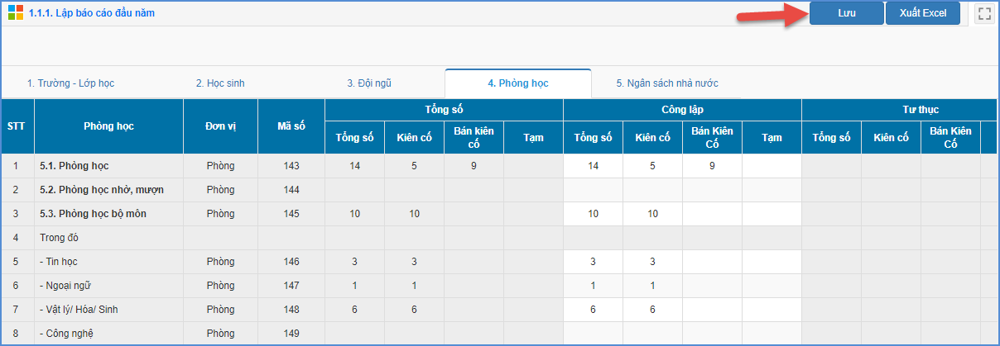 1.1.1. Lập báo cáo đầu năm
Lưu
Xuất Excel
1. Trường - Lớp học
2. Học sinh
3. Đội ngũ
4. Phòng học
5. Ngân sách nhà nước
STT Phòng học Đơn vị Mã số Tổng số Công lập Tư thục
Tổng số Kiên cố Bán kiên cố Tạm Tổng số Kiên cố Bán Kiên Cố Tạm Tổng số Kiên cố Bán Kiên Cố
1 5.1. Phòng học Phòng 143 14 5 9 14 5 9
2 5.2. Phòng học nhờ, mượn Phòng 144
3 5.3. Phòng học bộ môn Phòng 145 10 10 10 10
4 Trong đó
5 - Tin học Phòng 146 3 3 3 3
6 - Ngoại ngữ Phòng 147 1 1 1 1
7 - Vật lý/ Hóa/ Sinh Phòng 148 6 6 6 6
8 - Công nghệ Phòng 149